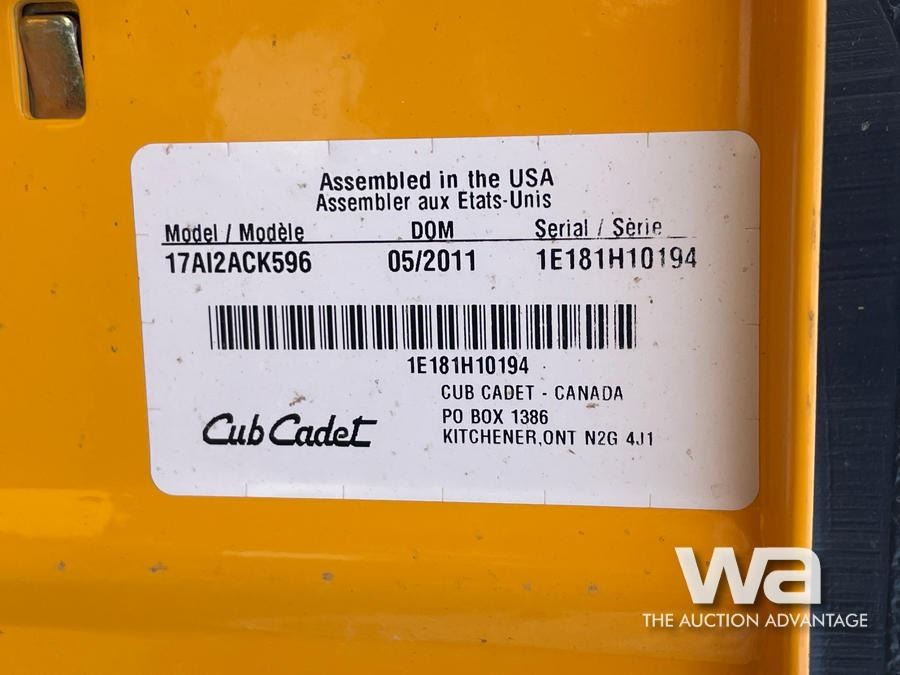 Assembled in the USA
Assembler aux Etats-Unis
Model / Modèle DOM Serial / Série
17AI2ACK596 05/2011 1E181H10194
1E181H10194
CUB CADET - CANADA
PO BOX 1386
KITCHENER,ONT N2G 4J1
Cub Cadet
wa
THE AUCTION ADVANTAGE